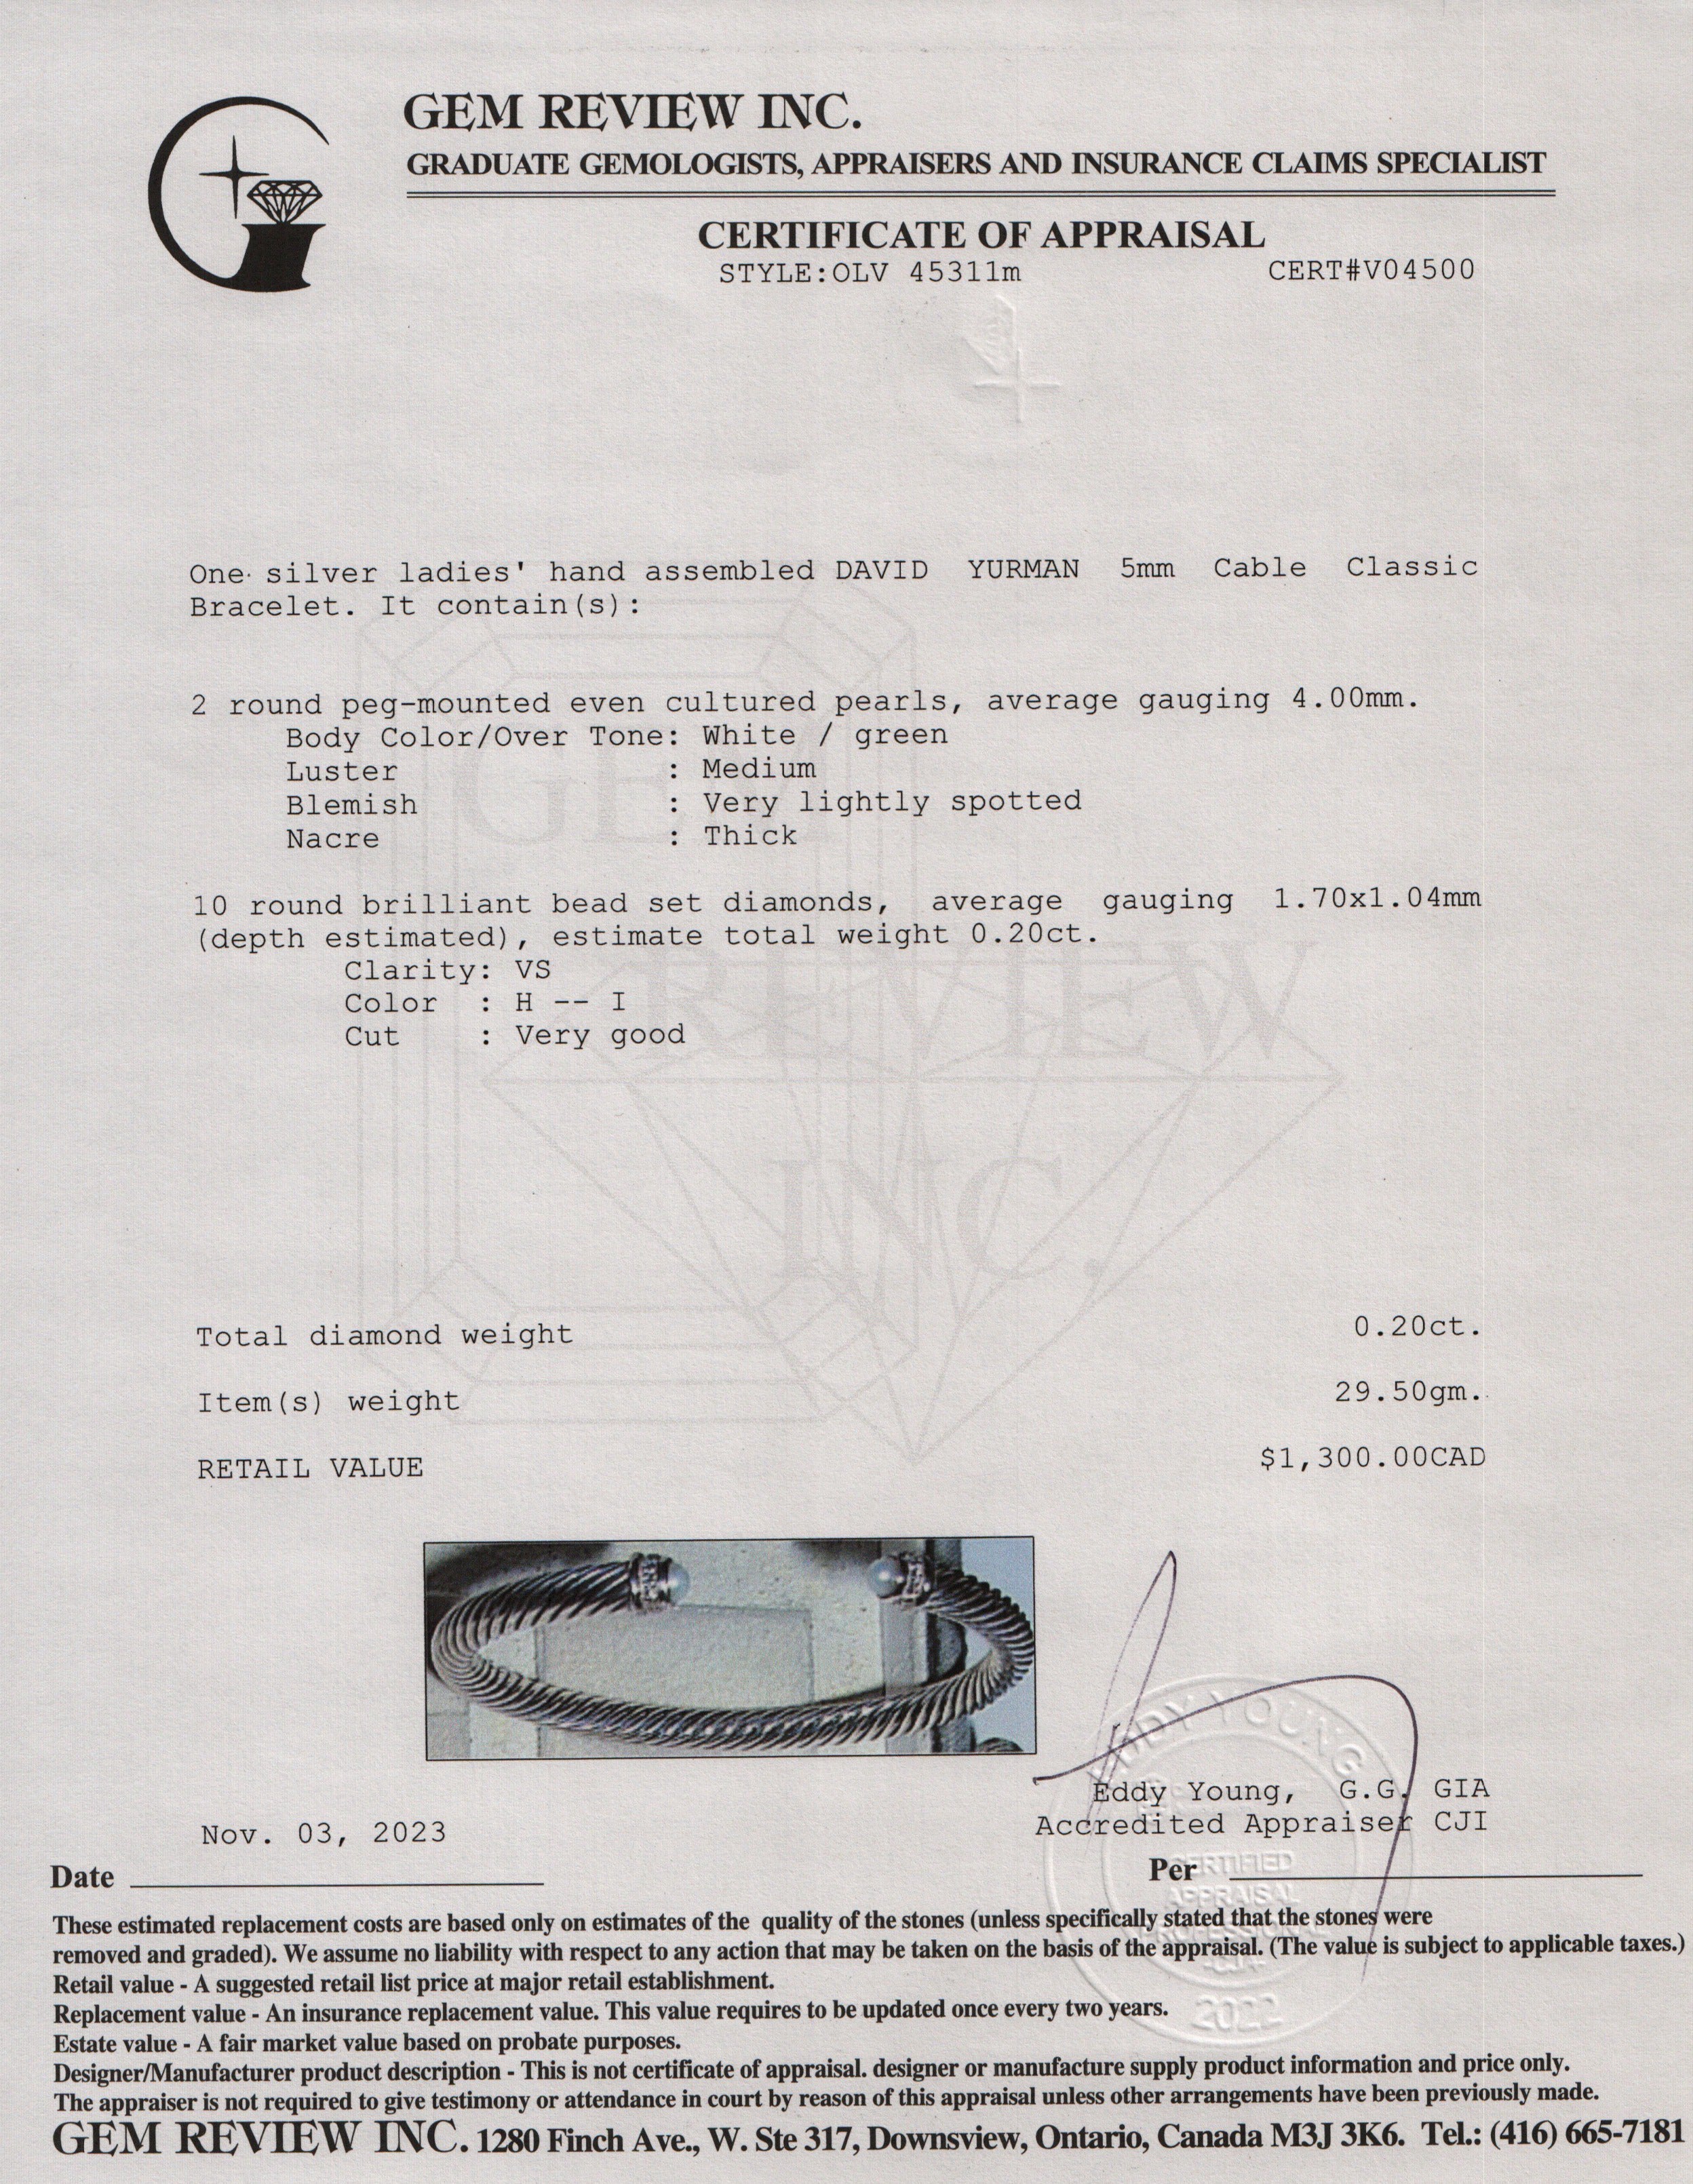 GEM REVIEW INC.
GRADUATE GEMOLOGISTS, APPRAISERS AND INSURANCE CLAIMS SPECIALIST
CERTIFICATE OF APPRAISAL
STYLE:OLV 45311m CERT#V04500
One silver ladies' hand assembled DAVID YURMAN 5mm Cable Classic
Bracelet. It contain(s):
2 round peg-mounted even cultured pearls, average gauging 4.00mm.
Body Color/Over Tone: White / green
Luster : Medium
Blemish : Very lightly spotted
Nacre : Thick
10 round brilliant bead set diamonds, average gauging 1.70x1.04mm
(depth estimated), estimate total weight 0.20ct.
Clarity: VS
Color : H -- I
Cut : Very good
GEM
REVIEW
INC.
Total diamond weight 0.20ct.
Item(s) weight 29.50gm.
RETAIL VALUE $1,300.00CAD
Eddy Young, G.G. GIA
Accredited Appraiser CJI
Nov. 03, 2023
Date
Per
EDDY YOUNG
CERTIFIED
APPRAISAL
PROFESSIONAL
2022
These estimated replacement costs are based only on estimates of the quality of the stones (unless specifically stated that the stones were
removed and graded). We assume no liability with respect to any action that may be taken on the basis of the appraisal. (The value is subject to applicable taxes.)
Retail value - A suggested retail list price at major retail establishment.
Replacement value - An insurance replacement value. This value requires to be updated once every two years.
Estate value - A fair market value based on probate purposes.
Designer/Manufacturer product description - This is not certificate of appraisal. designer or manufacture supply product information and price only.
The appraiser is not required to give testimony or attendance in court by reason of this appraisal unless other arrangements have been previously made.
GEM REVIEW INC. 1280 Finch Ave., W. Ste 317, Downsview, Ontario, Canada M3J 3K6. Tel.: (416) 665-7181